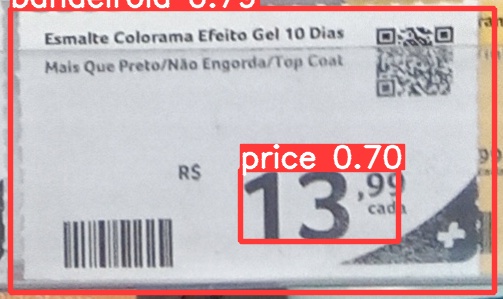 bandeirola 0.79
Esmalte Colorama Efeito Gel 10 Dias
Mais Que Preto/Não Engorda/Top Coat
price 0.70
R$ 13,99
cada